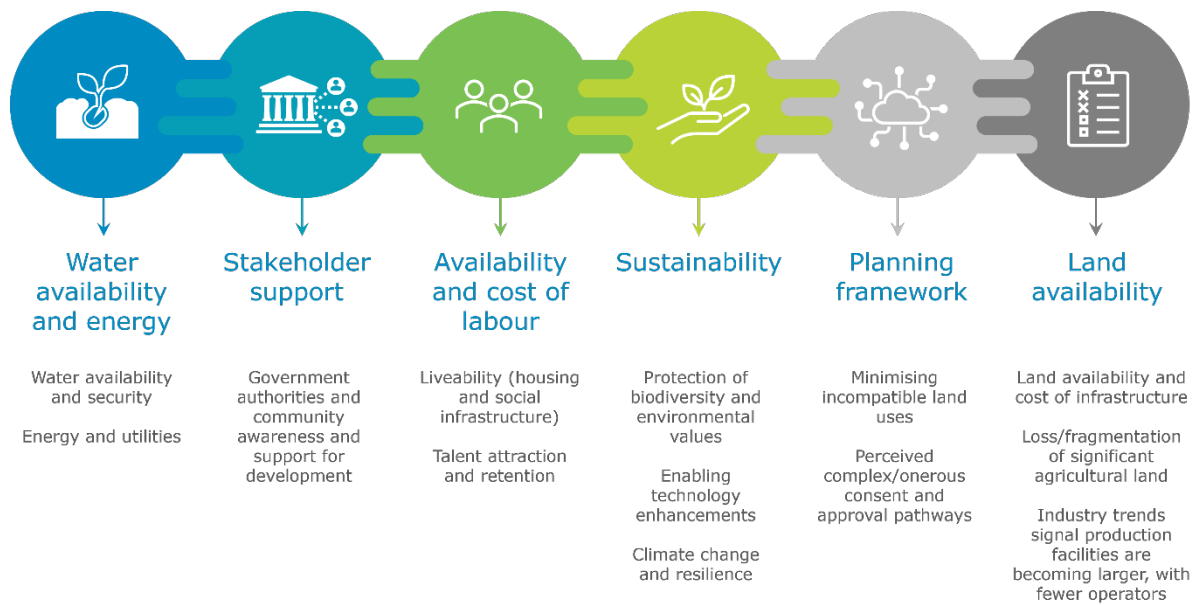 Water
availability
and energy
Water availability
and security
Energy and utilities
Stakeholder
support
Government
authorities and
community
awareness and
support for
development
Availability
and cost of
labour
Liveability (housing
and social
infrastructure)
Talent attraction
and retention
Sustainability
Protection of
biodiversity and
environmental
values
Enabling
technology
enhancements
Climate change
and resilience
Planning
framework
Minimising
incompatible land
uses
Perceived
complex/onerous
consent and
approval pathways
Land
availability
Land availability and
cost of infrastructure
Loss/fragmentation
of significant
agricultural land
Industry trends
signal production
facilities are
becoming larger, with
fewer operators